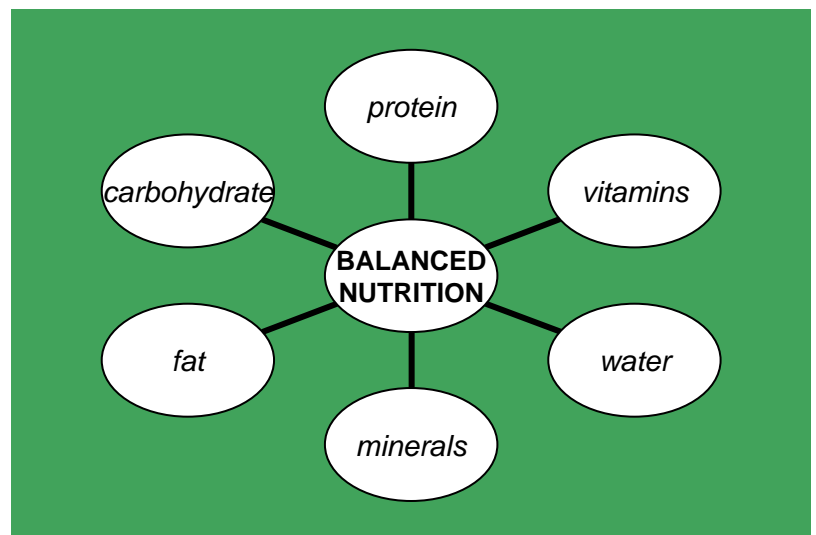 protein
carbohydrate
vitamins
BALANCED
NUTRITION
fat
water
minerals